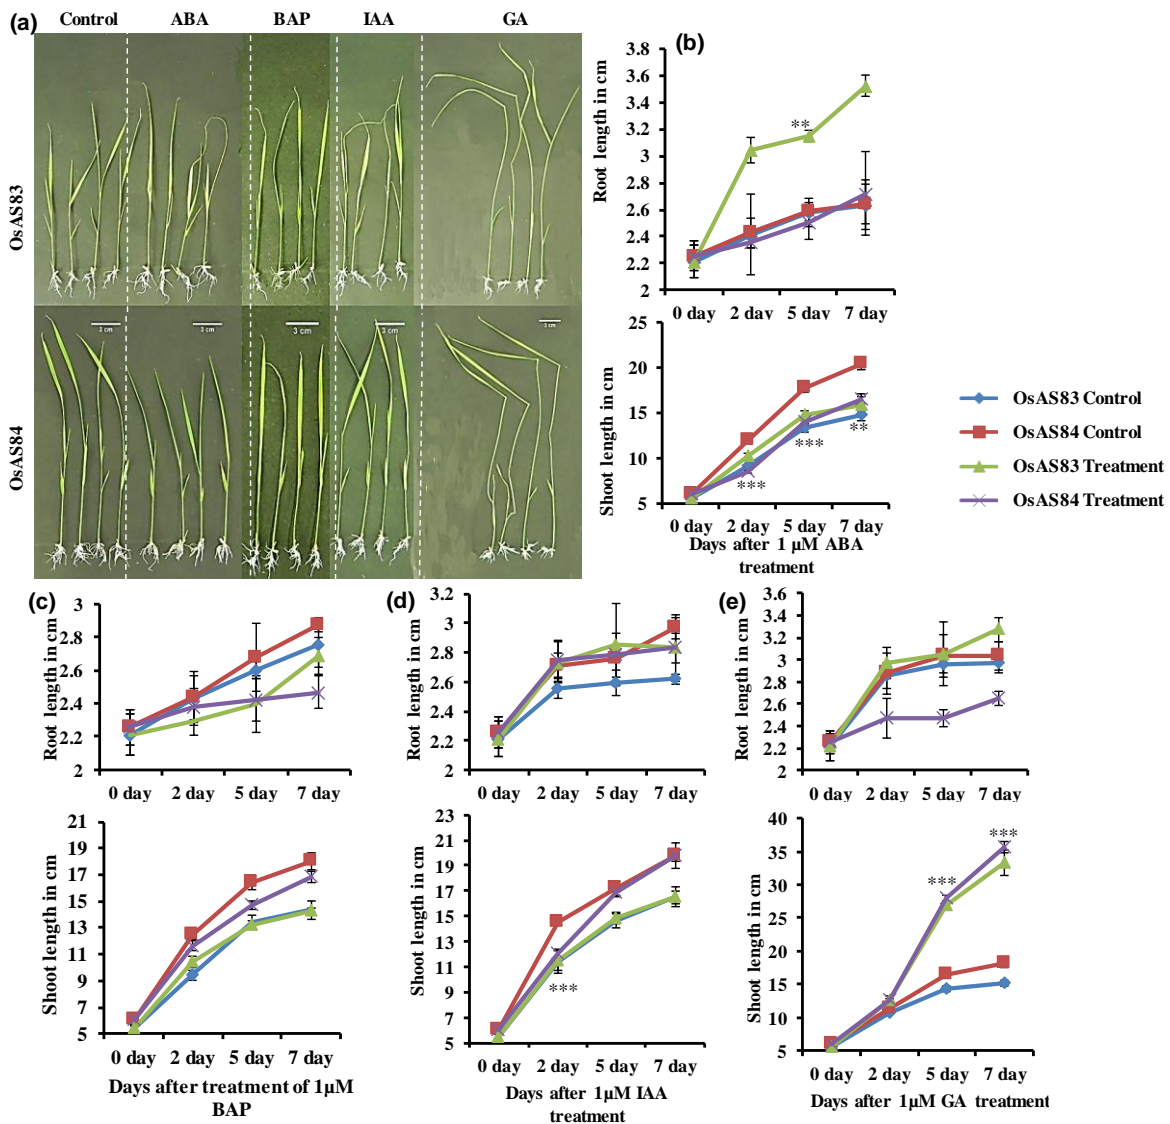 (a)
Control ABA BAP IAA GA
OsAS83
OsAS84
3 cm 3 cm 3 cm 3 cm 3 cm
(b)
Root length in cm
3.8
3.6
3.4
3.2
3
2.8
2.6
2.4
2.2
2
**
0 day 2 day 5 day 7 day
Shoot length in cm
25
20
15
10
5
***
***
**
0 day 2 day 5 day 7 day
Days after 1 µM ABA
treatment
OsAS83 Control
OsAS84 Control
OsAS83 Treatment
OsAS84 Treatment
(c)
Root length in cm
3
2.8
2.6
2.4
2.2
2
0 day 2 day 5 day 7 day
Shoot length in cm
21
19
17
15
13
11
9
7
5
0 day 2 day 5 day 7 day
Days after treatment of 1µM
BAP
(d)
Root length in cm
3.2
3
2.8
2.6
2.4
2.2
2
0 day 2 day 5 day 7 day
Shoot length in cm
23
21
19
17
15
13
11
9
7
5
***
0 day 2 day 5 day 7 day
Days after 1µM IAA
treatment
(e)
Root length in cm
3.6
3.4
3.2
3
2.8
2.6
2.4
2.2
2
0 day 2 day 5 day 7 day
Shoot length in cm
40
35
30
25
20
15
10
5
***
***
0 day 2 day 5 day 7 day
Days after 1µM GA treatment